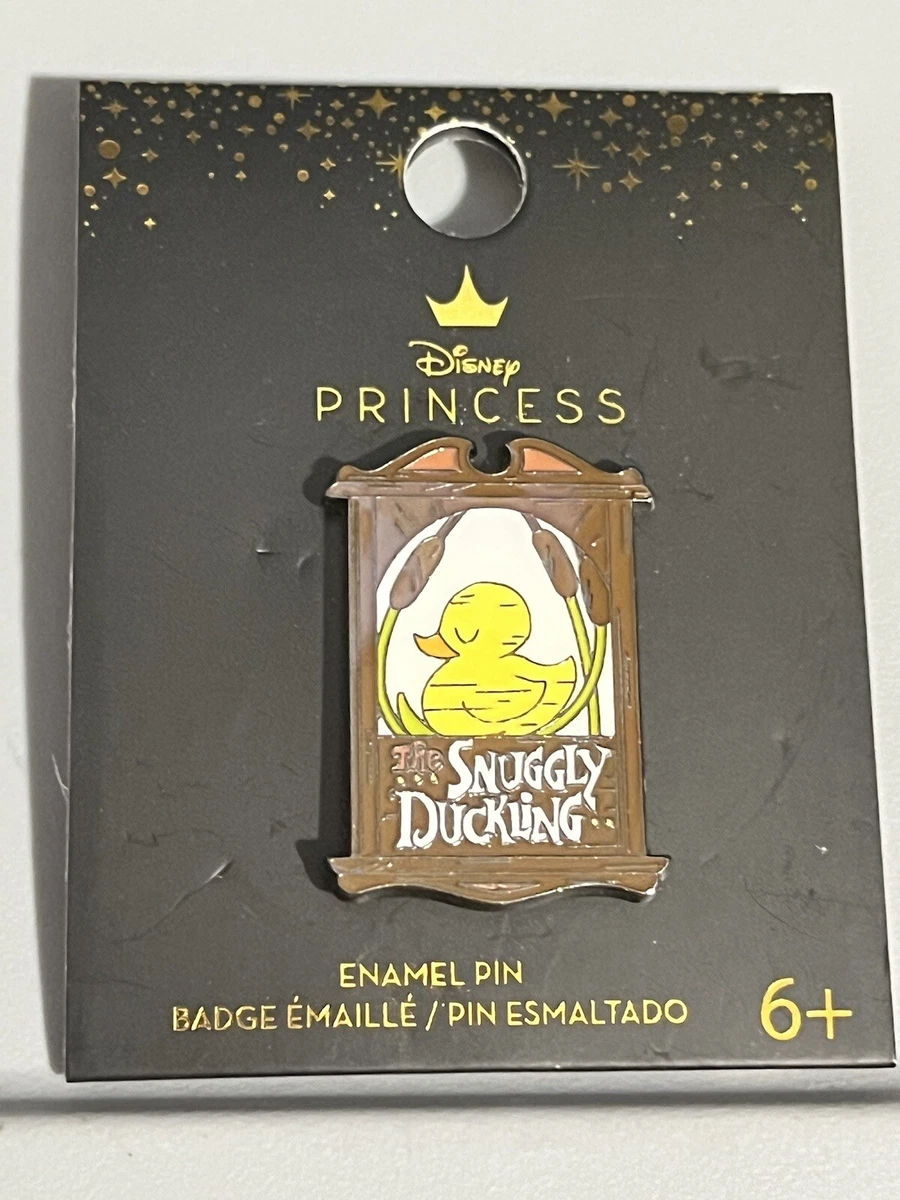 Disney
PRINCESS
The SNUGGLY
DUCKLING
ENAMEL PIN
BADGE ÉMAILLÉ / PIN ESMALTADO
6+